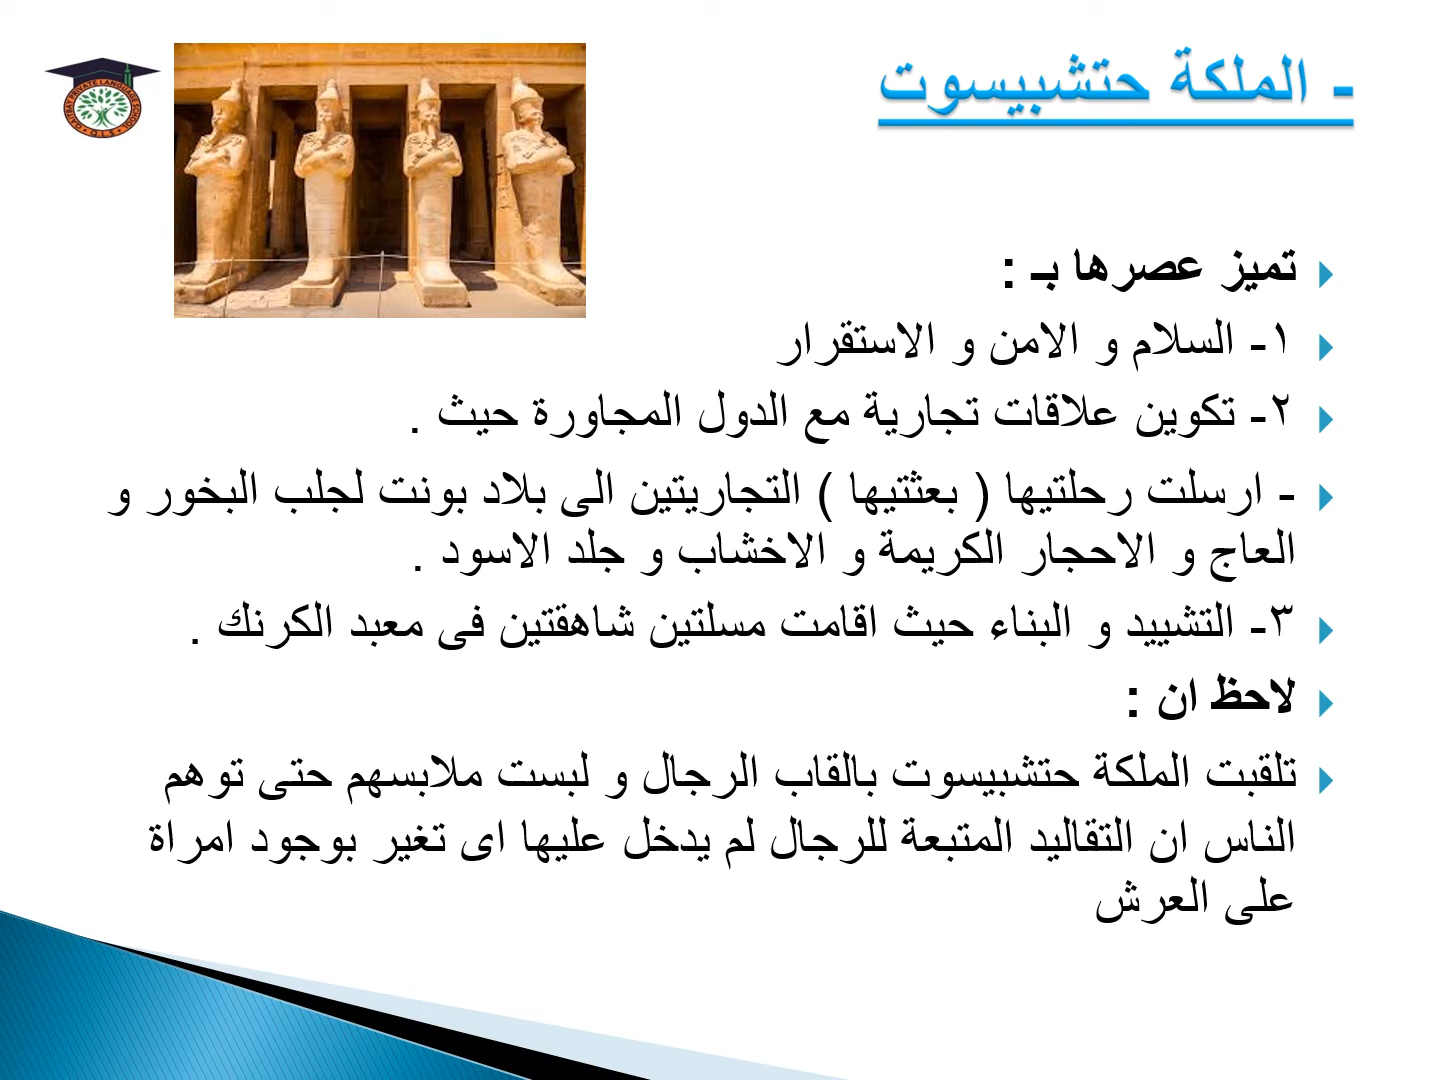 - الملكة حتشبيسوت
تميز عصرها بـ :
١- السلام و الامن و الاستقرار
٢- تكوين علاقات تجارية مع الدول المجاورة حيث .
- ارسلت رحلتيها ( بعثتيها ) التجاريتين الى بلاد بونت لجلب البخور و
العاج و الاحجار الكريمة و الاخشاب و جلد الاسود .
٣- التشييد و البناء حيث اقامت مسلتين شاهقتين فى معبد الكرنك .
لاحظ ان :
تلقبت الملكة حتشبيسوت بالقاب الرجال و لبست ملابسهم حتى توهم
الناس ان التقاليد المتبعة للرجال لم يدخل عليها اى تغير بوجود امراة
على العرش